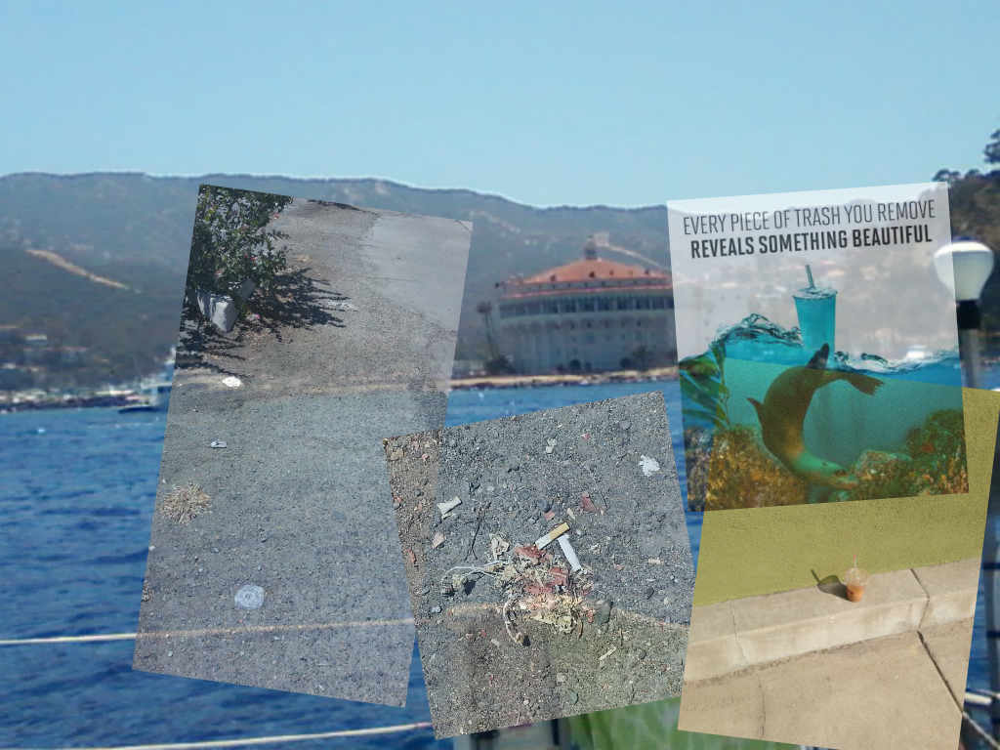 EVERY PIECE OF TRASH YOU REMOVE
REVEALS SOMETHING BEAUTIFUL